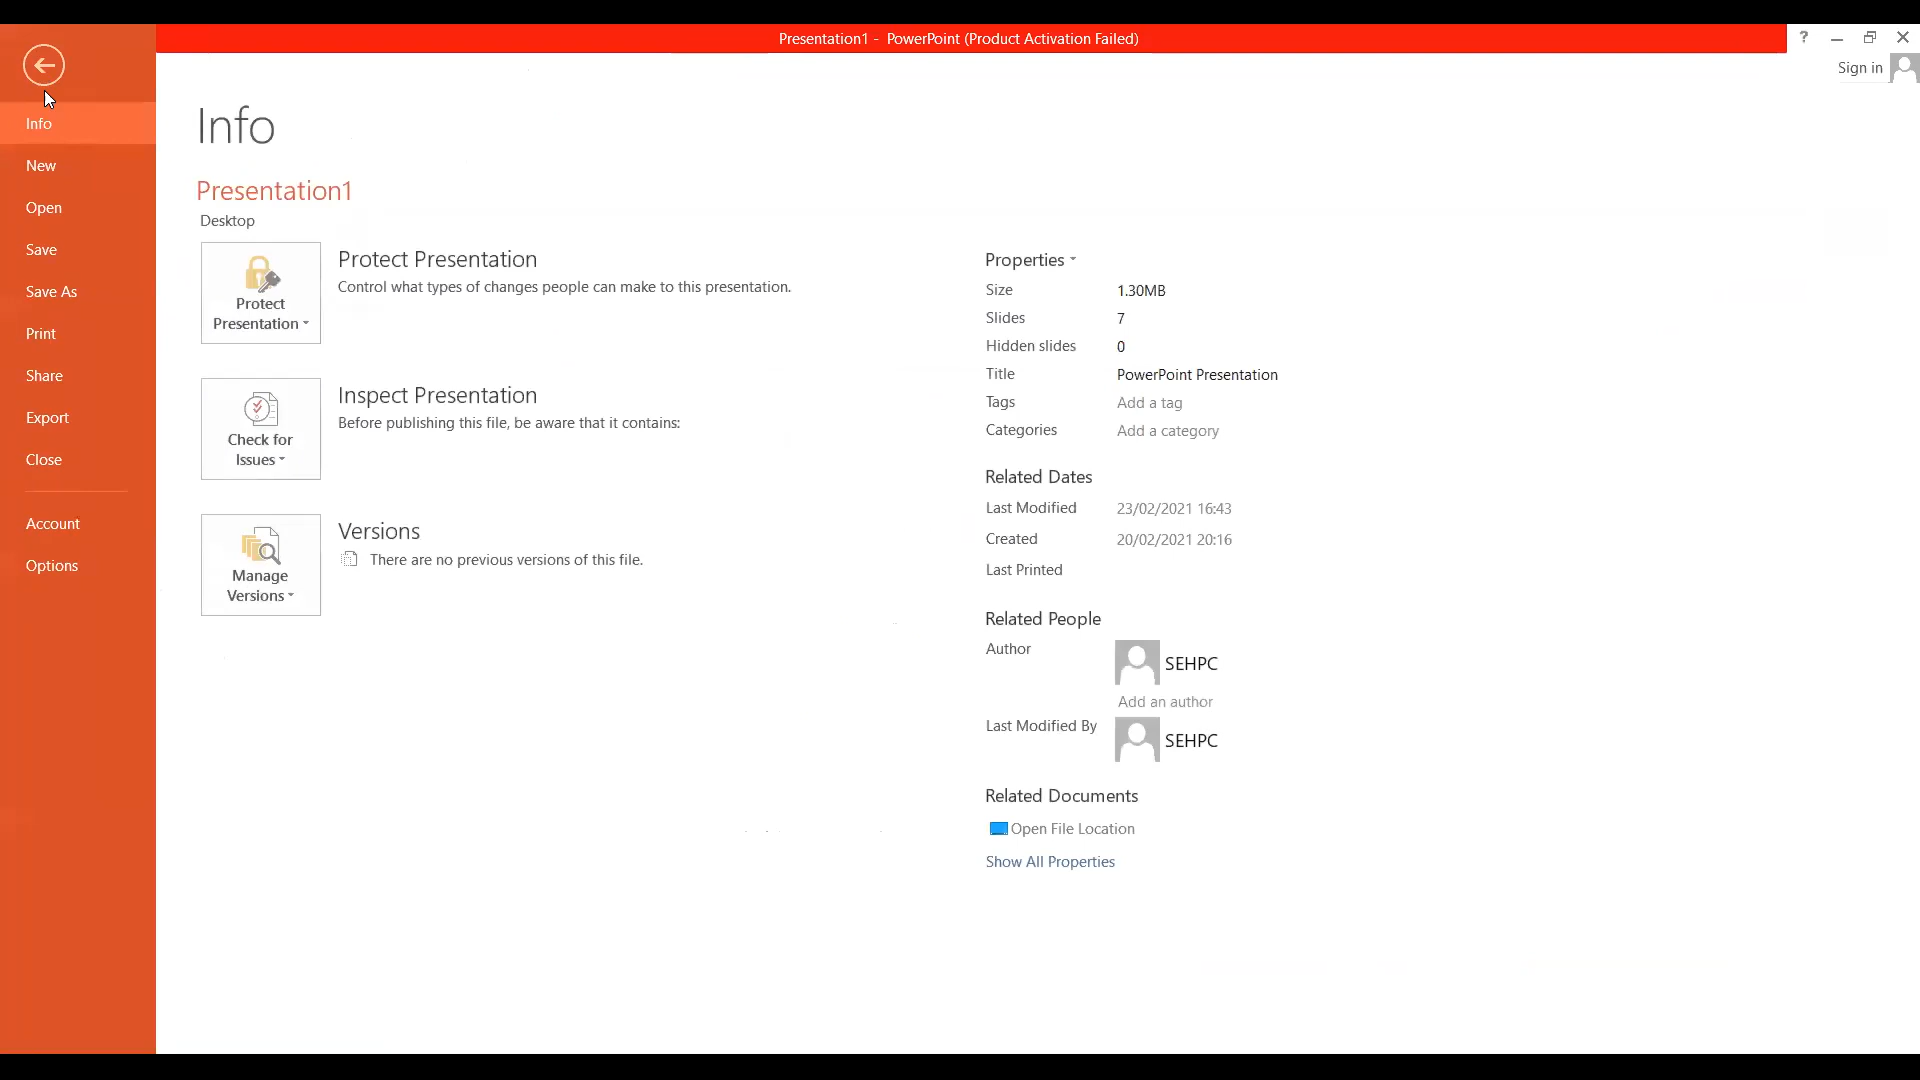 Presentation1 - PowerPoint (Product Activation Failed)
?
Sign in
Info
New
Open
Save
Save As
Print
Share
Export
Close
Account
Options
Info
Presentation1
Desktop
Protect Presentation
Protect Presentation
Control what types of changes people can make to this presentation.
Check for Issues
Inspect Presentation
Before publishing this file, be aware that it contains:
Manage Versions
Versions
There are no previous versions of this file.
Properties
Size 1.30MB
Slides 7
Hidden slides 0
Title PowerPoint Presentation
Tags Add a tag
Categories Add a category
Related Dates
Last Modified 23/02/2021 16:43
Created 20/02/2021 20:16
Last Printed
Related People
Author SEHPC
Add an author
Last Modified By SEHPC
Related Documents
Open File Location
Show All Properties